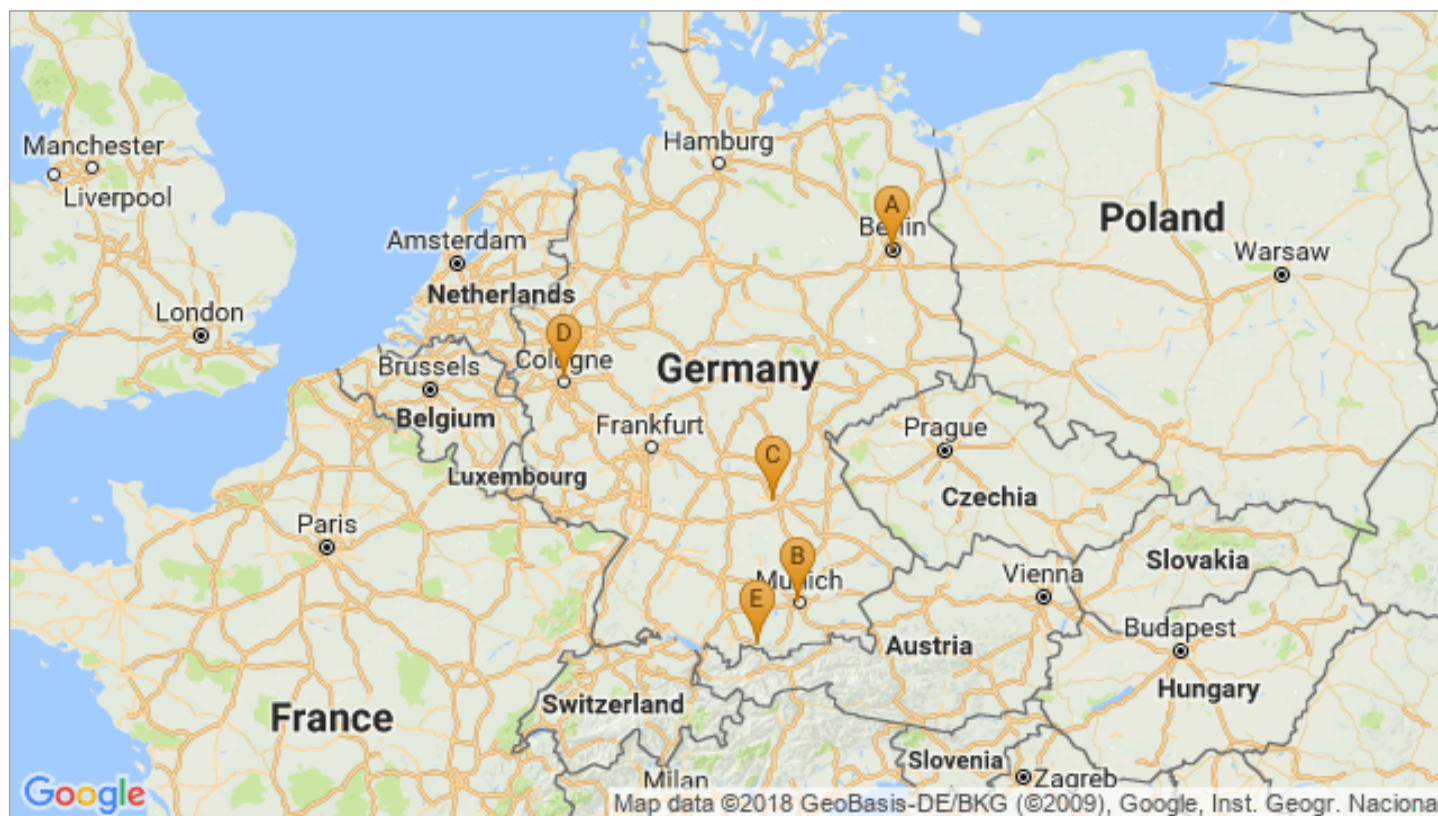 Hamburg
Manchester
Liverpool
A
Berlin
Poland
Amsterdam
Warsaw
Netherlands
London
D
Cologne
Germany
Brussels
Belgium
Frankfurt
Prague
C
Luxembourg
Czechia
Paris
B
Slovakia
Munich
Vienna
E
Budapest
Austria
Hungary
Switzerland
France
Slovenia
Milan
Zagreb
Google
Map data ©2018 GeoBasis-DE/BKG (©2009), Google, Inst. Geogr. Naciona